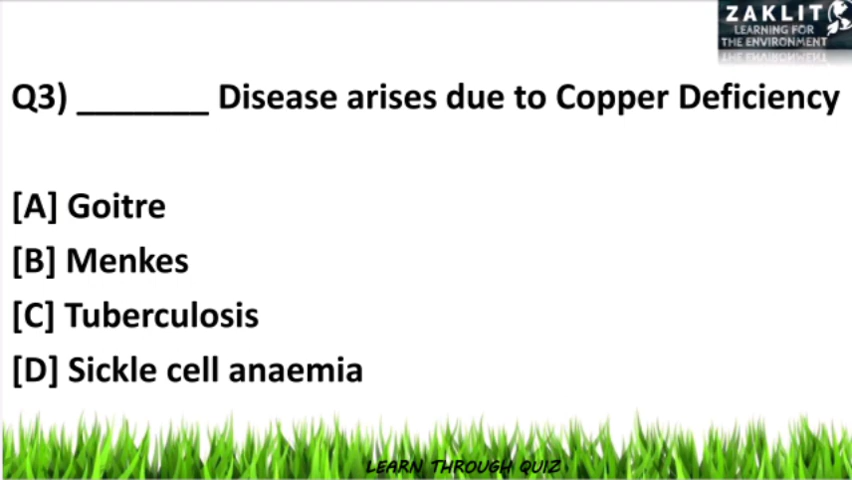 ZAKLIT
LEARNING FOR
THE ENVIRONMENT
Q3) _______ Disease arises due to Copper Deficiency
[A] Goitre
[B] Menkes
[C] Tuberculosis
[D] Sickle cell anaemia
LEARN THROUGH QUIZ